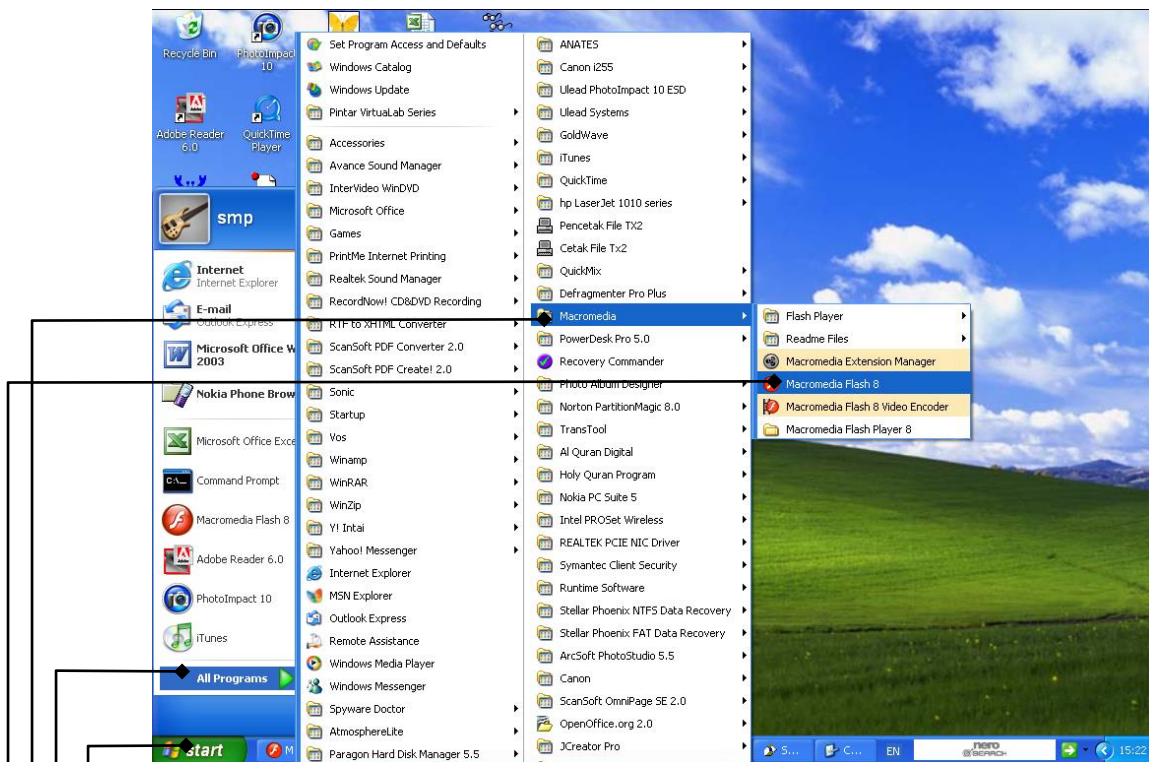 Recycle Bin
PhotoImpact
10
Adobe Reader
6.0
QuickTime
Player
smp
Internet
Internet Explorer
E-mail
Outlook Express
Microsoft Office W
2003
Nokia Phone Brow
Microsoft Office Exce
Command Prompt
Macromedia Flash 8
Adobe Reader 6.0
PhotoImpact 10
iTunes
All Programs
start
Set Program Access and Defaults
Windows Catalog
Windows Update
Pintar VirtuaLab Series
Accessories
Avance Sound Manager
InterVideo WinDVD
Microsoft Office
Games
PrintMe Internet Printing
Realtek Sound Manager
RecordNow! CD&DVD Recording
RTF to XHTML Converter
ScanSoft PDF Converter 2.0
ScanSoft PDF Create! 2.0
Sonic
Startup
Vos
Winamp
WinRAR
WinZip
Y! Intai
Yahoo! Messenger
Internet Explorer
MSN Explorer
Outlook Express
Remote Assistance
Windows Media Player
Windows Messenger
Spyware Doctor
AtmosphereLite
Paragon Hard Disk Manager 5.5
ANATES
Canon i255
Ulead PhotoImpact 10 ESD
Ulead Systems
GoldWave
iTunes
QuickTime
hp LaserJet 1010 series
Pencetak File TX2
Cetak File Tx2
QuickMix
Defragmenter Pro Plus
Macromedia
PowerDesk Pro 5.0
Recovery Commander
Photo Album Designer
Norton PartitionMagic 8.0
TransTool
Al Quran Digital
Holy Quran Program
Nokia PC Suite 5
Intel PROSet Wireless
REALTEK PCIE NIC Driver
Symantec Client Security
Runtime Software
Stellar Phoenix NTFS Data Recovery
Stellar Phoenix FAT Data Recovery
ArcSoft PhotoStudio 5.5
Canon
ScanSoft OmniPage SE 2.0
OpenOffice.org 2.0
JCreator Pro
Flash Player
Readme Files
Macromedia Extension Manager
Macromedia Flash 8
Macromedia Flash 8 Video Encoder
Macromedia Flash Player 8
M
S...
C...
EN
nero
SEARCH
15:22